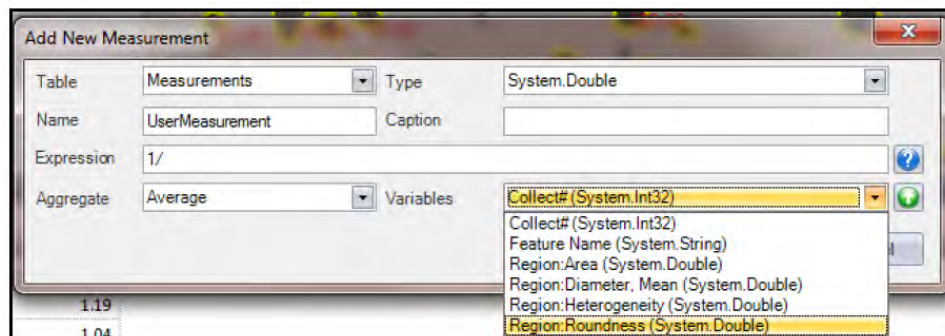 Add New Measurement
Table Measurements Type System.Double
Name UserMeasurement Caption
Expression 1/
Aggregate Average Variables Collect# (System.Int32)
Collect# (System.Int32)
Feature Name (System.String)
Region:Area (System.Double)
Region:Diameter, Mean (System.Double)
Region:Heterogeneity (System.Double)
Region:Roundness (System.Double)
1.19
1.04